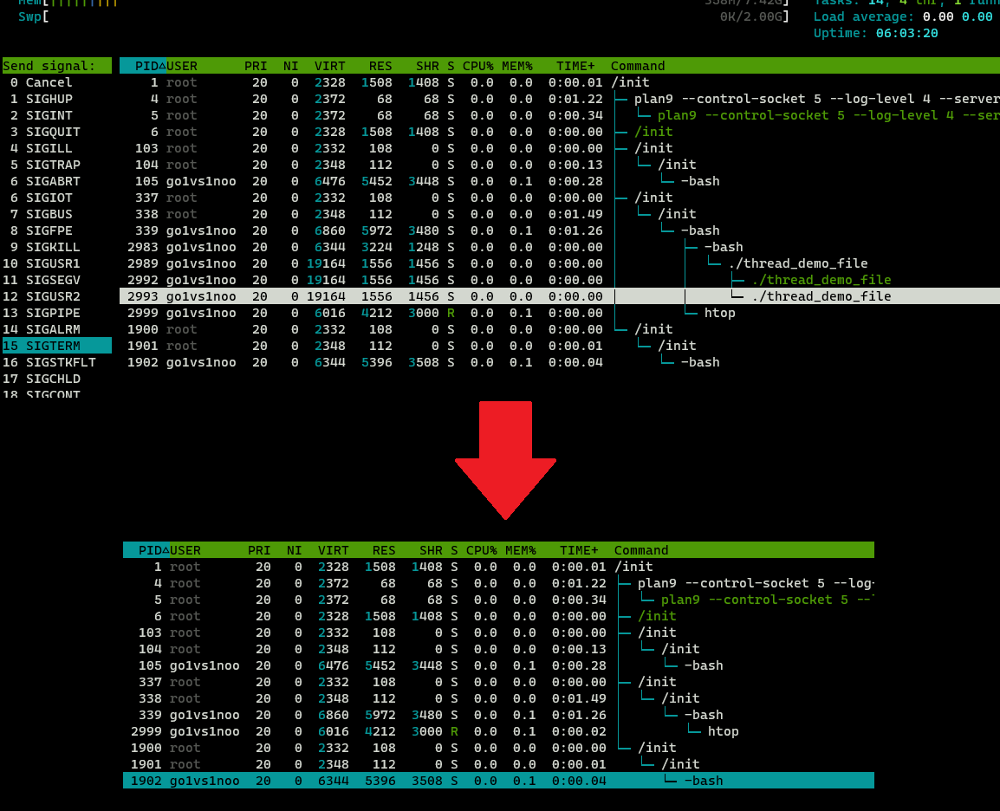 Mem[|||||||||
338M/7.42G]
Tasks: 14, 4 thr, 1 runn
Swp[ 0K/2.00G]
Load average: 0.00 0.00
Uptime: 06:03:20
Send signal: PID△USER PRI NI VIRT RES SHR S CPU% MEM% TIME+ Command
0 Cancel 1 root 20 0 2328 1508 1408 S 0.0 0.0 0:00.01 /init
1 SIGHUP 4 root 20 0 2372 68 68 S 0.0 0.0 0:01.22 ├─ plan9 --control-socket 5 --log-level 4 --server
2 SIGINT 5 root 20 0 2372 68 68 S 0.0 0.0 0:00.34 │ └─ plan9 --control-socket 5 --log-level 4 --ser
3 SIGQUIT 6 root 20 0 2328 1508 1408 S 0.0 0.0 0:00.00 ├─ /init
4 SIGILL 103 root 20 0 2332 108 0 S 0.0 0.0 0:00.00 ├─ /init
5 SIGTRAP 104 root 20 0 2348 112 0 S 0.0 0.0 0:00.13 │ └─ /init
6 SIGABRT 105 go1vs1noo 20 0 6476 5452 3448 S 0.0 0.1 0:00.28 │ └─ -bash
6 SIGIOT 337 root 20 0 2332 108 0 S 0.0 0.0 0:00.00 ├─ /init
7 SIGBUS 338 root 20 0 2348 112 0 S 0.0 0.0 0:01.49 │ └─ /init
8 SIGFPE 339 go1vs1noo 20 0 6860 5972 3480 S 0.0 0.1 0:01.26 │ └─ -bash
9 SIGKILL 2983 go1vs1noo 20 0 6344 3224 1248 S 0.0 0.0 0:00.00 │ ├─ -bash
10 SIGUSR1 2989 go1vs1noo 20 0 19164 1556 1456 S 0.0 0.0 0:00.00 │ │ └─ ./thread_demo_file
11 SIGSEGV 2992 go1vs1noo 20 0 19164 1556 1456 S 0.0 0.0 0:00.00 │ │ ├─ ./thread_demo_file
12 SIGUSR2 2993 go1vs1noo 20 0 19164 1556 1456 S 0.0 0.0 0:00.00 │ │ └─ ./thread_demo_file
13 SIGPIPE 2999 go1vs1noo 20 0 6016 4212 3000 R 0.0 0.1 0:00.00 │ └─ htop
14 SIGALRM 1900 root 20 0 2332 108 0 S 0.0 0.0 0:00.00 └─ /init
15 SIGTERM 1901 root 20 0 2348 112 0 S 0.0 0.0 0:00.01 └─ /init
16 SIGSTKFLT 1902 go1vs1noo 20 0 6344 5396 3508 S 0.0 0.1 0:00.04 └─ -bash
17 SIGCHLD
18 SIGCONT
PID△USER PRI NI VIRT RES SHR S CPU% MEM% TIME+ Command
1 root 20 0 2328 1508 1408 S 0.0 0.0 0:00.01 /init
4 root 20 0 2372 68 68 S 0.0 0.0 0:01.22 ├─ plan9 --control-socket 5 --log-
5 root 20 0 2372 68 68 S 0.0 0.0 0:00.34 │ └─ plan9 --control-socket 5 --
6 root 20 0 2328 1508 1408 S 0.0 0.0 0:00.00 ├─ /init
103 root 20 0 2332 108 0 S 0.0 0.0 0:00.00 ├─ /init
104 root 20 0 2348 112 0 S 0.0 0.0 0:00.13 │ └─ /init
105 go1vs1noo 20 0 6476 5452 3448 S 0.0 0.1 0:00.28 │ └─ -bash
337 root 20 0 2332 108 0 S 0.0 0.0 0:00.00 ├─ /init
338 root 20 0 2348 112 0 S 0.0 0.0 0:01.49 │ └─ /init
339 go1vs1noo 20 0 6860 5972 3480 S 0.0 0.1 0:01.26 │ └─ -bash
2999 go1vs1noo 20 0 6016 4212 3000 R 0.0 0.1 0:00.02 │ └─ htop
1900 root 20 0 2332 108 0 S 0.0 0.0 0:00.00 └─ /init
1901 root 20 0 2348 112 0 S 0.0 0.0 0:00.01 └─ /init
1902 go1vs1noo 20 0 6344 5396 3508 S 0.0 0.1 0:00.04 └─ -bash